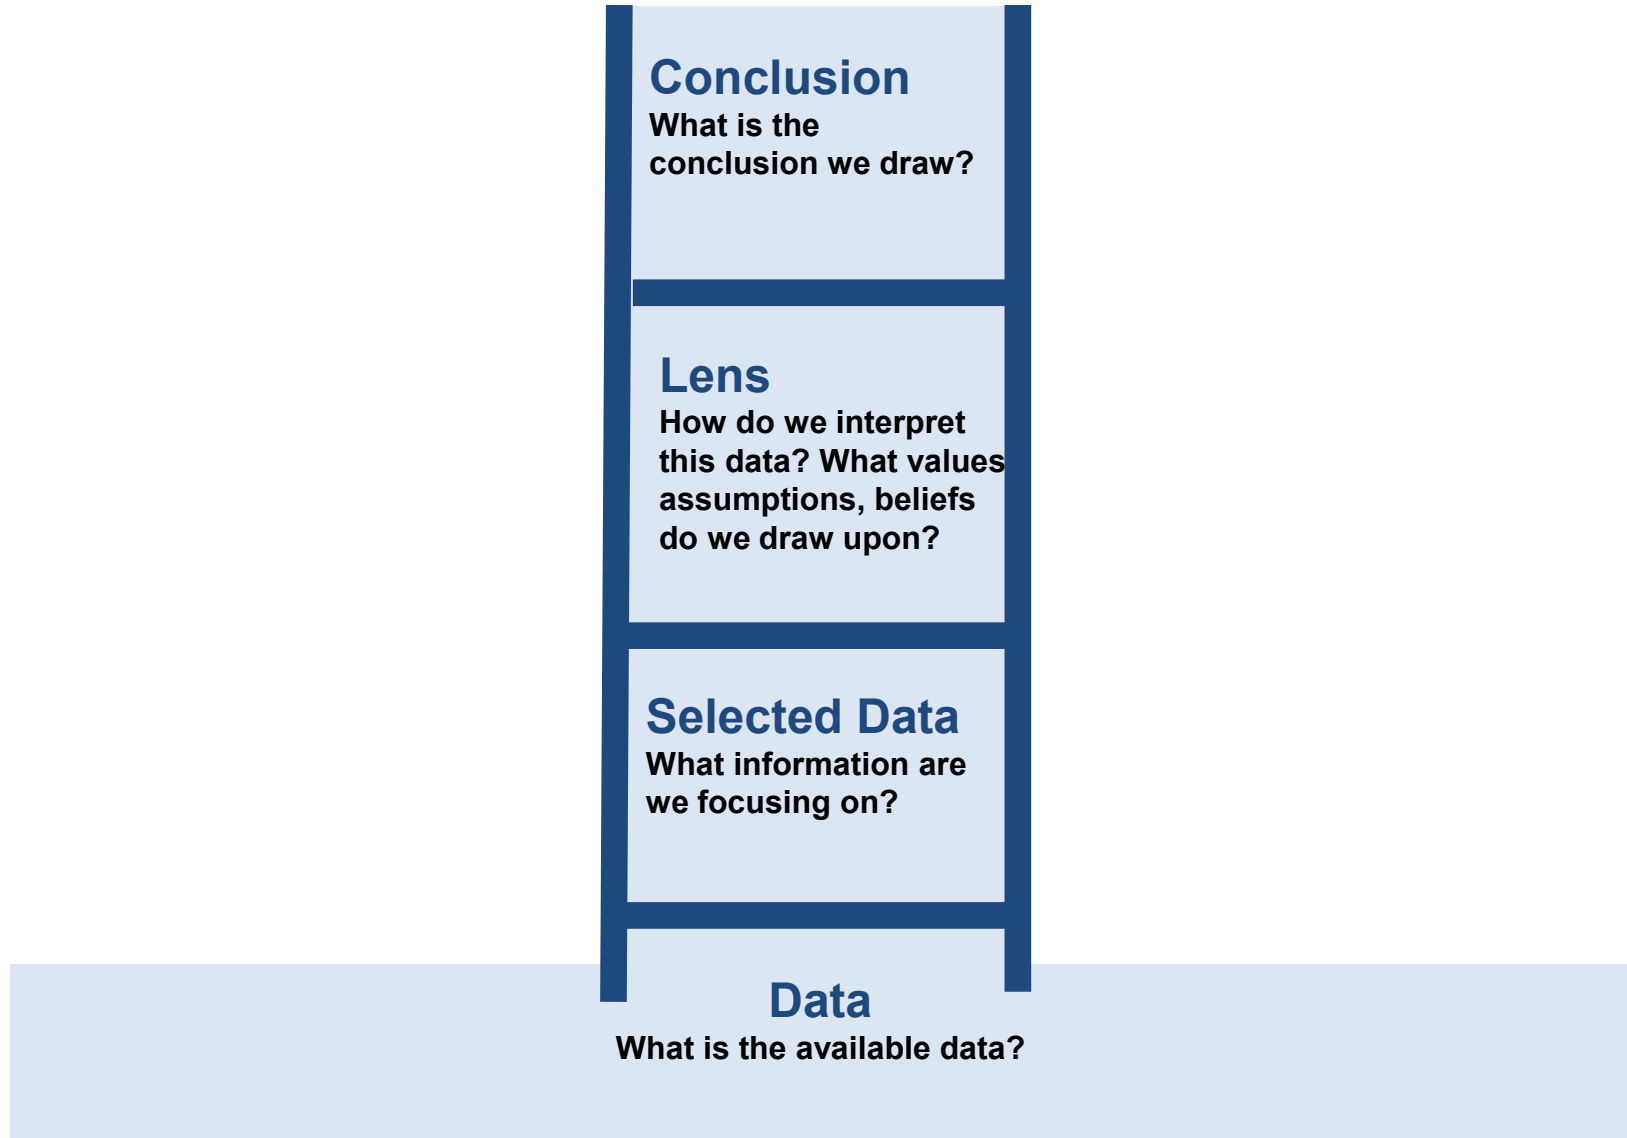 Conclusion
What is the
conclusion we draw?
Lens
How do we interpret
this data? What values
assumptions, beliefs
do we draw upon?
Selected Data
What information are
we focusing on?
Data
What is the available data?